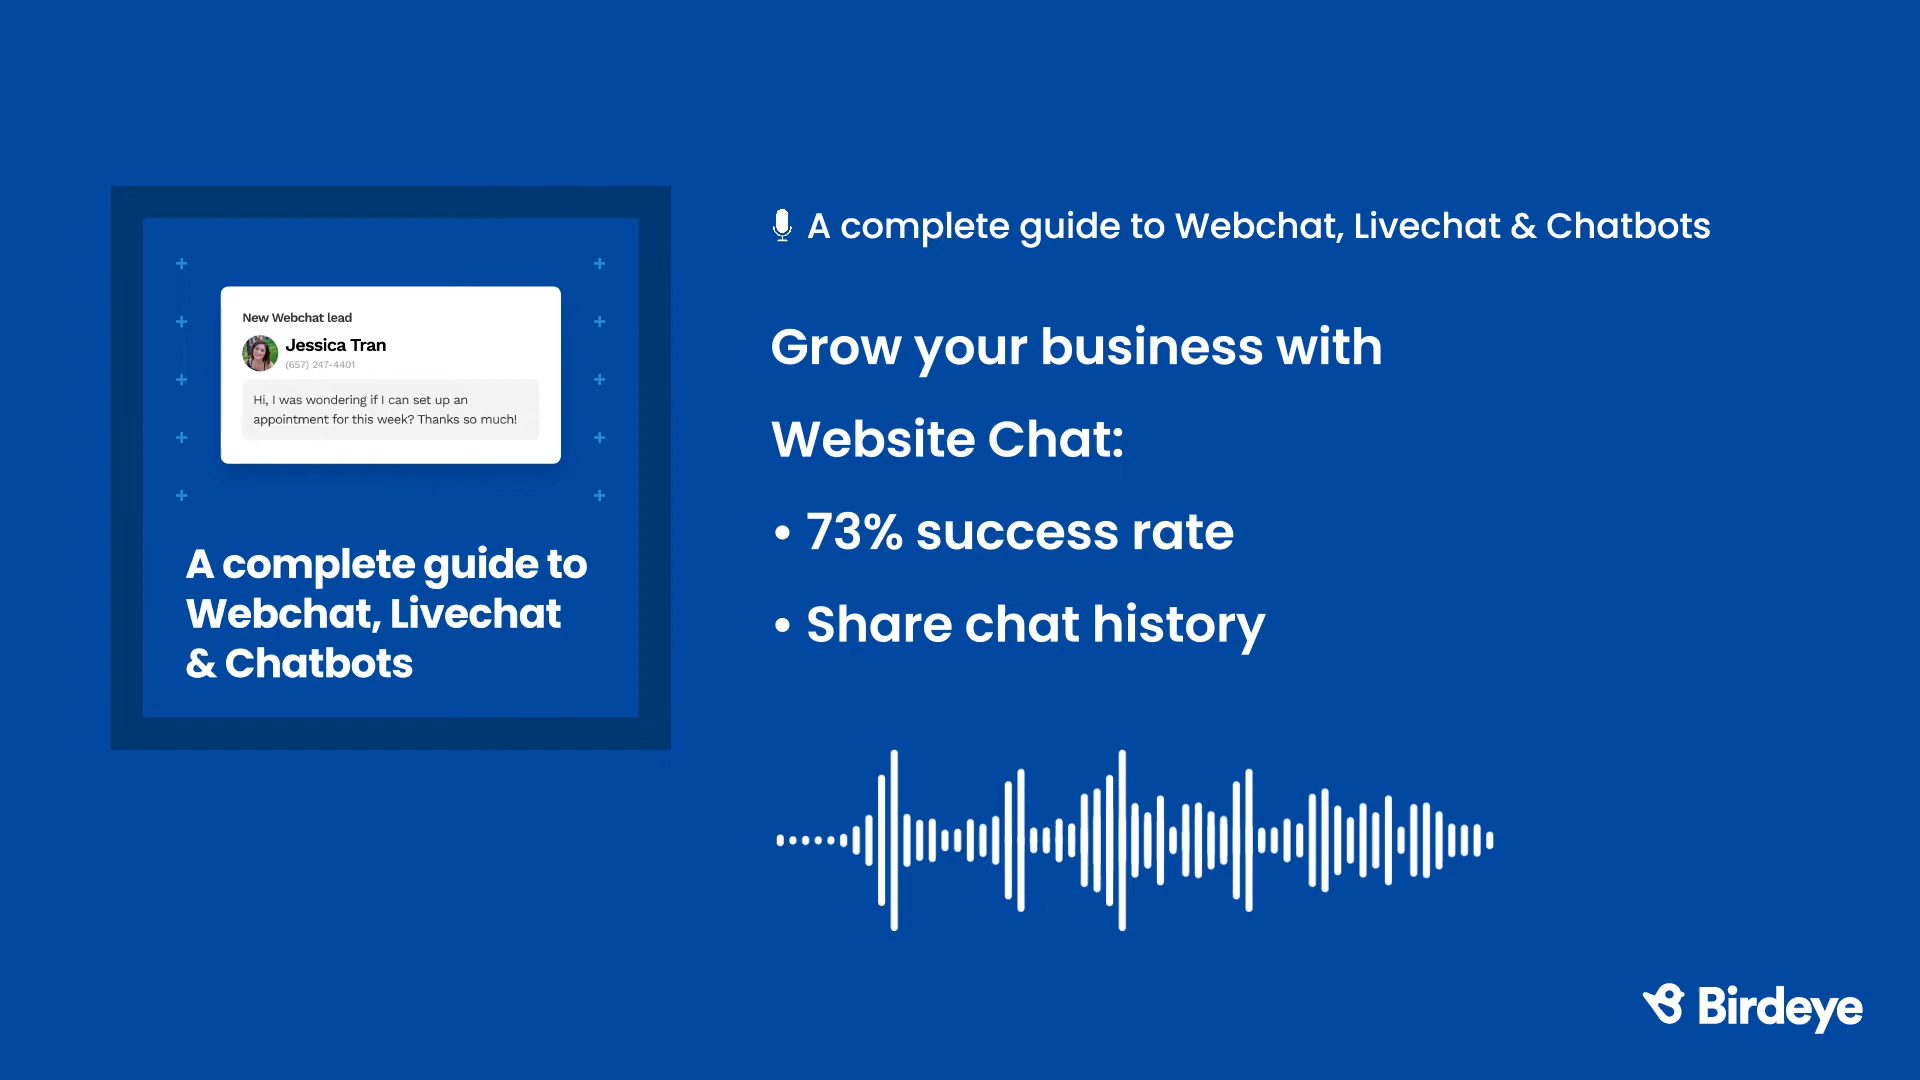 New Webchat lead
Jessica Tran
(657) 247-4401
Hi, I was wondering if I can set up an
appointment for this week? Thanks so much!
A complete guide to
Webchat, Livechat
& Chatbots
A complete guide to Webchat, Livechat & Chatbots
Grow your business with
Website Chat:
• 73% success rate
• Share chat history
Birdeye